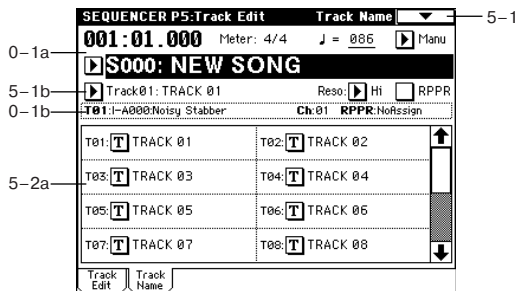 SEQUENCER P5:Track Edit Track Name
5-1
001:01.000 Meter: 4/4 ♩ = 086 Manu
0-1a
S000: NEW SONG
5-1b
Track01: TRACK 01 Reso: Hi RPPR
0-1b
T01:I-A000:Noisy Stabber Ch:01 RPPR:NoAssign
T01: T TRACK 01 T02: T TRACK 02
5-2a
T03: T TRACK 03 T04: T TRACK 04
T05: T TRACK 05 T06: T TRACK 06
T07: T TRACK 07 T08: T TRACK 08
Track Edit Track Name